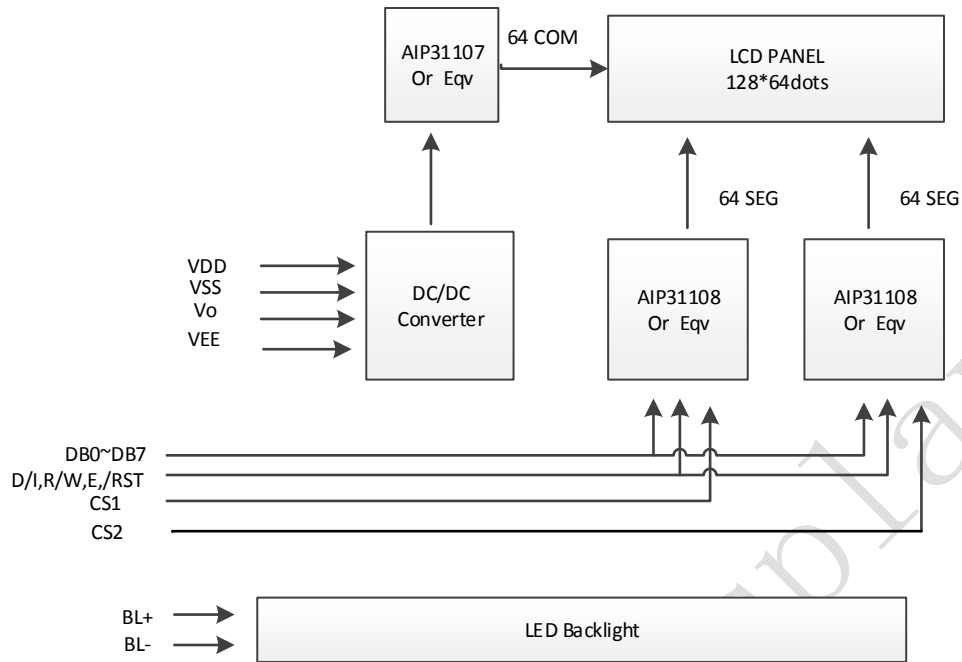 AIP31107
Or Eqv
64 COM
LCD PANEL
128*64dots
64 SEG
64 SEG
VDD
VSS
Vo
VEE
DC/DC
Converter
AIP31108
Or Eqv
AIP31108
Or Eqv
DB0~DB7
D/I,R/W,E,/RST
CS1
CS2
BL+
BL-
LED Backlight